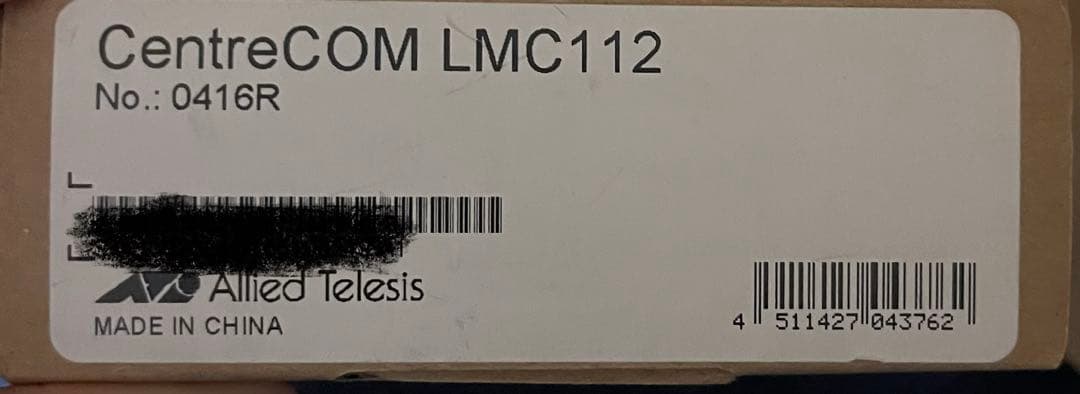 CentreCOM LMC112
No.: 0416R
Allied Telesis
MADE IN CHINA
4 511427 043762